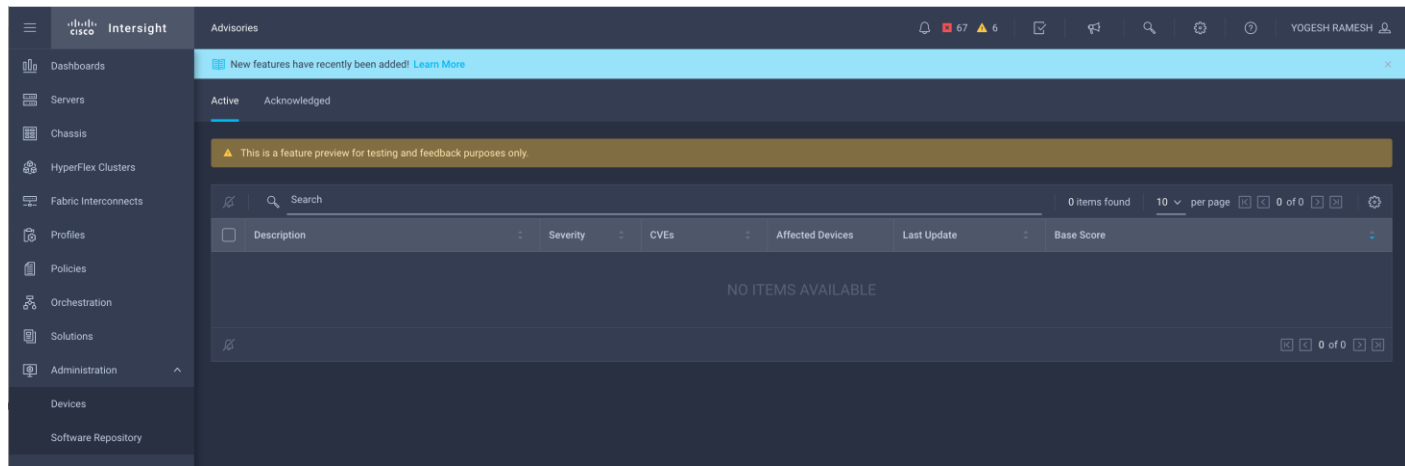 cisco Intersight
Advisories
67 6
YOGESH RAMESH
Dashboards
New features have recently been added! Learn More
Servers
Active Acknowledged
Chassis
This is a feature preview for testing and feedback purposes only.
HyperFlex Clusters
Fabric Interconnects
Search
0 items found 10 per page 0 of 0
Profiles
Description Severity CVEs Affected Devices Last Update Base Score
Policies
NO ITEMS AVAILABLE
Orchestration
Solutions
0 of 0
Administration
Devices
Software Repository